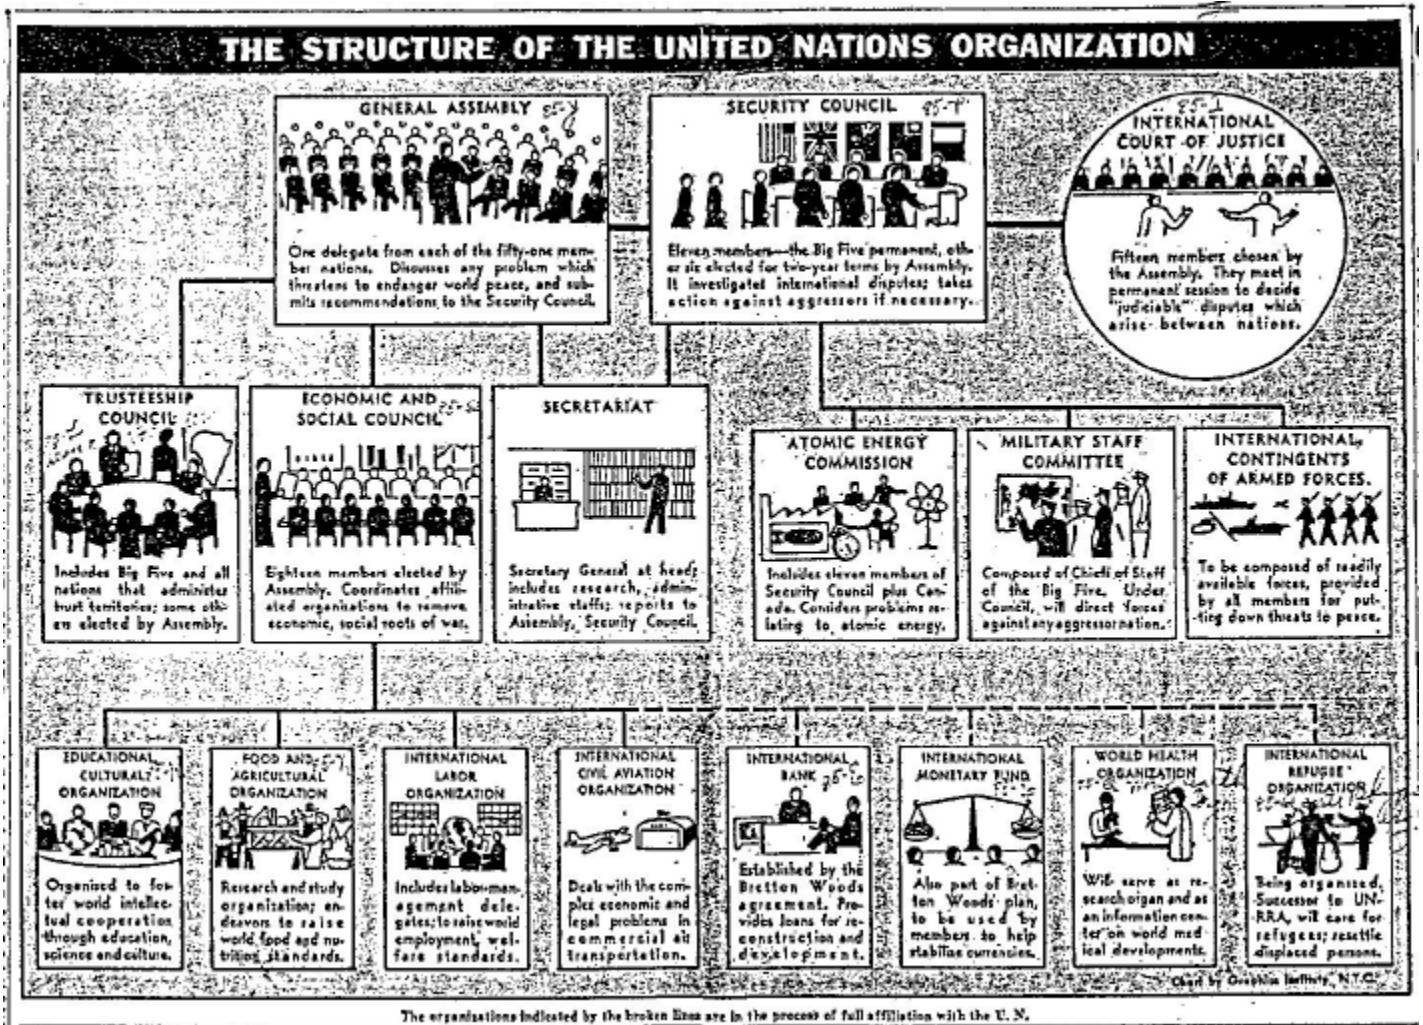 THE STRUCTURE OF THE UNITED NATIONS ORGANIZATION
GENERAL ASSEMBLY
One delegate from each of the fifty-one mem-
ber nations. Discusses any problem which
threatens to endanger world peace, and sub-
mits recommendations to the Security Council.
SECURITY COUNCIL
Eleven members—the Big Five permanent, oth-
er six elected for two-year terms by Assembly.
It investigates international disputes; takes
action against aggressors if necessary.
INTERNATIONAL
COURT OF JUSTICE
Fifteen members chosen by
the Assembly. They meet in
permanent session to decide
"judiciable" disputes which
arise between nations.
TRUSTEESHIP
COUNCIL
Includes Big Five and all
nations that administer
trust territories; some oth-
ers elected by Assembly.
ECONOMIC AND
SOCIAL COUNCIL
Eighteen members elected by
Assembly. Coordinates affili-
ated organizations to remove
economic, social roots of war.
SECRETARIAT
Secretary General at head;
includes research, admin-
istrative staffs; reports to
Assembly, Security Council.
ATOMIC ENERGY
COMMISSION
Includes eleven members of
Security Council plus Can-
ada. Considers problems re-
lating to atomic energy.
MILITARY STAFF
COMMITTEE
Composed of Chiefs of Staff
of the Big Five. Under
Council, will direct forces
against any aggressor nation.
INTERNATIONAL
CONTINGENTS
OF ARMED FORCES.
To be composed of readily
available forces, provided
by all members for put-
ting down threats to peace.
EDUCATIONAL
CULTURAL
ORGANIZATION
Organized to fos-
ter world intellec-
tual cooperation
through education,
science and culture.
FOOD AND
AGRICULTURAL
ORGANIZATION
Research and study
organization; en-
deavors to raise
world food and nu-
trition standards.
INTERNATIONAL
LABOR
ORGANIZATION
Includes labor-man-
agement dele-
gates; to raise world
employment, wel-
fare standards.
INTERNATIONAL
CIVIL AVIATION
ORGANIZATION
Deals with the com-
plex economic and
legal problems in
commercial air
transportation.
INTERNATIONAL
BANK
Established by the
Bretton Woods
agreement. Pro-
vides loans for re-
construction and
development.
INTERNATIONAL
MONETARY FUND
Also part of Bret-
ton Woods' plan,
to be used by
members to help
stabilize currencies.
WORLD HEALTH
ORGANIZATION
Will serve as re-
search organ and as
an information cen-
ter on world med-
ical developments.
INTERNATIONAL
REFUGEE
ORGANIZATION
Being organized.
Successor to UN-
RRA, will care for
refugees; resettle
displaced persons.
Chart by Graphics Institute, N.Y.C.
The organizations indicated by the broken lines are in the process of full affiliation with the U. N.